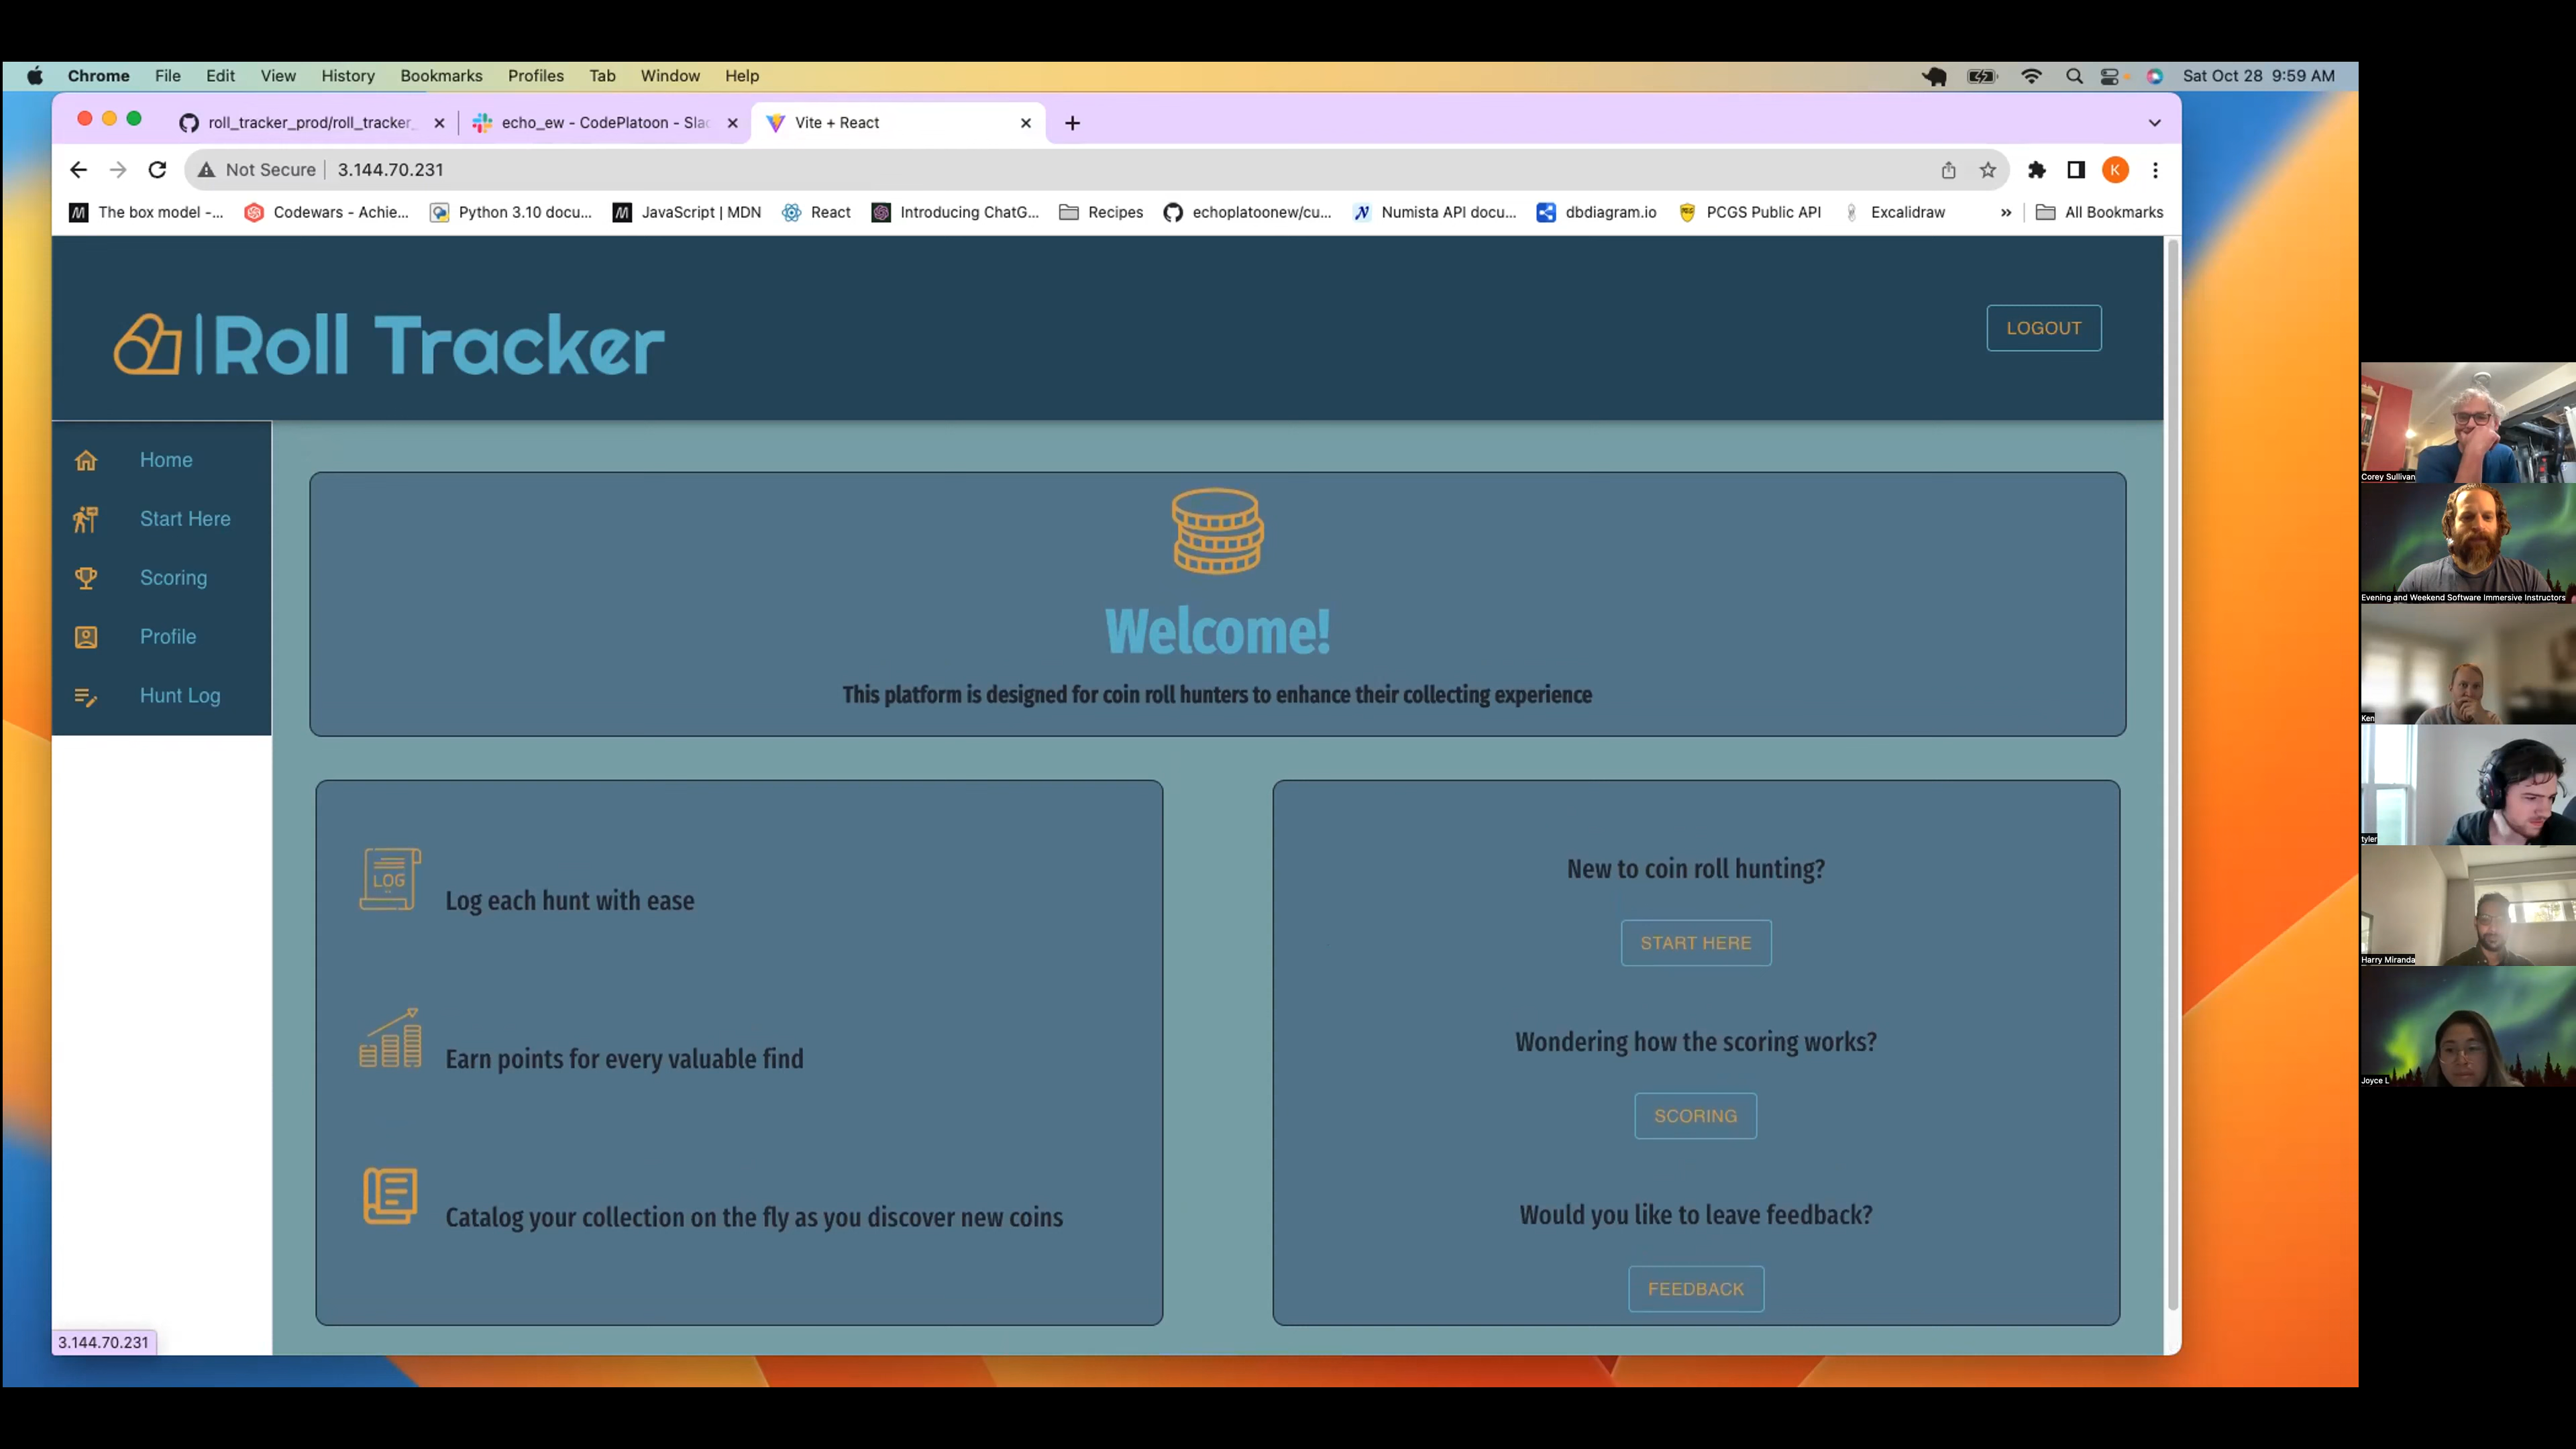 Chrome File Edit View History Bookmarks Profiles Tab Window Help
Sat Oct 28 9:59 AM
roll_tracker_prod/roll_tracker_
echo_ew - CodePlatoon - Slac
Vite + React
Not Secure 3.144.70.231
K
The box model -...
Codewars - Achie...
Python 3.10 docu...
JavaScript | MDN
React
Introducing ChatG...
Recipes
echoplatoonew/cu...
Numista API docu...
dbdiagram.io
PCGS Public API
Excalidraw
»
All Bookmarks
Roll Tracker
LOGOUT
Home
Start Here
Scoring
Profile
Hunt Log
Welcome!
This platform is designed for coin roll hunters to enhance their collecting experience
LOG
Log each hunt with ease
Earn points for every valuable find
Catalog your collection on the fly as you discover new coins
New to coin roll hunting?
START HERE
Wondering how the scoring works?
SCORING
Would you like to leave feedback?
FEEDBACK
3.144.70.231
Corey Sullivan
Evening and Weekend Software Immersive Instructors
Ken
tyler
Harry Miranda
Joyce L